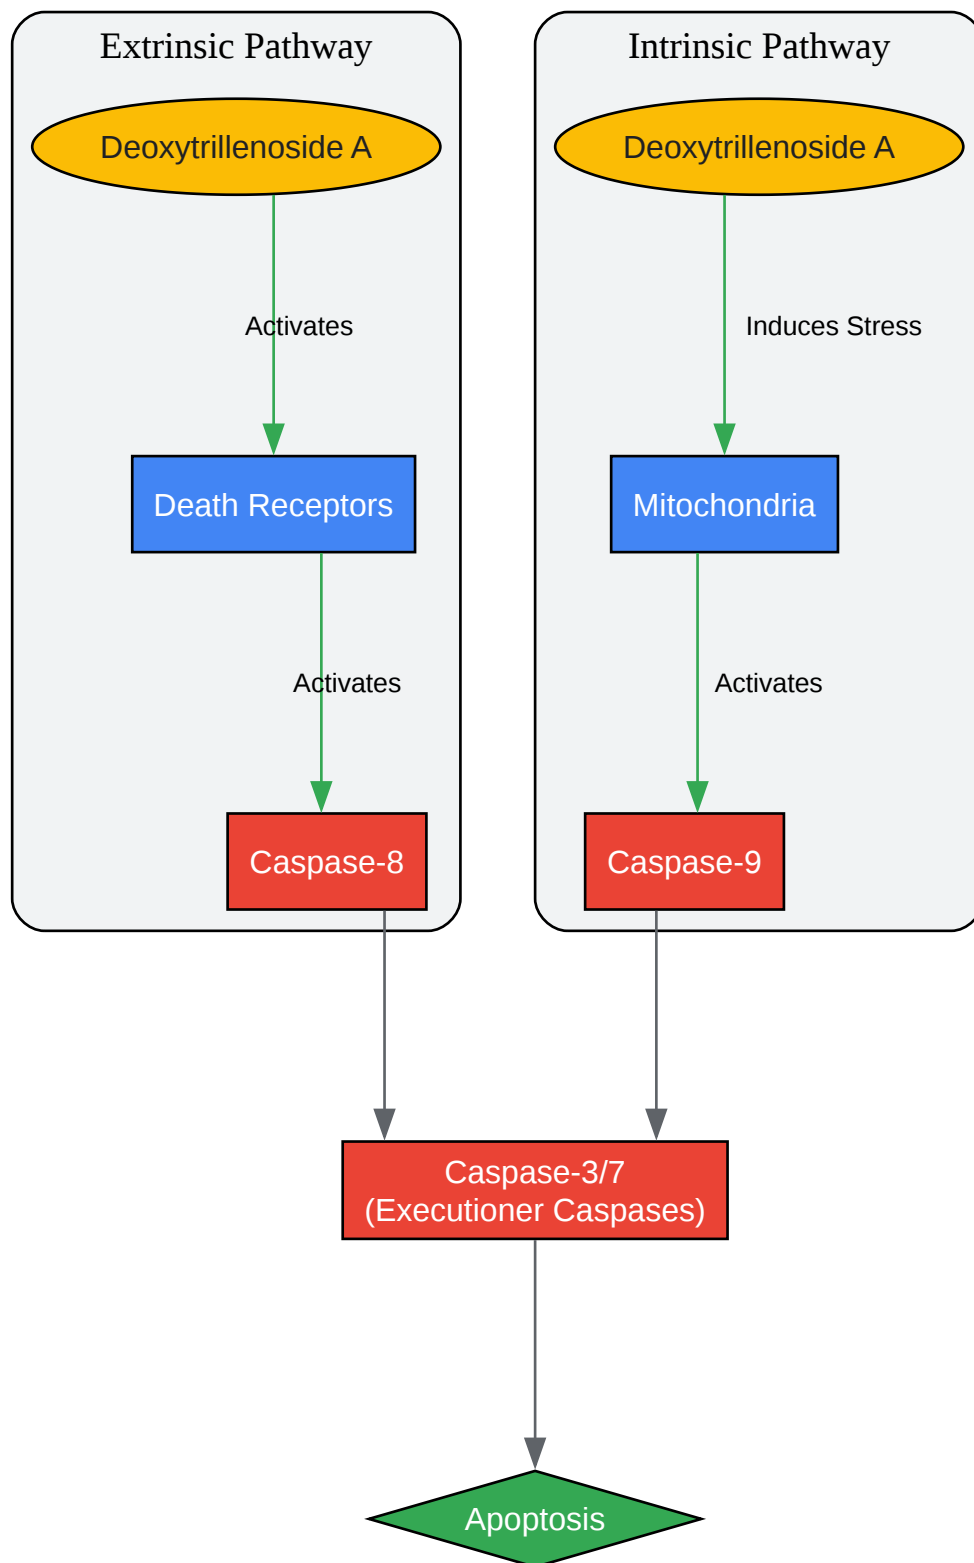 Extrinsic Pathway
Deoxytrillenoside A
Activates
Death Receptors
Activates
Caspase-8
Intrinsic Pathway
Deoxytrillenoside A
Induces Stress
Mitochondria
Activates
Caspase-9
Caspase-3/7
(Executioner Caspases)
Apoptosis